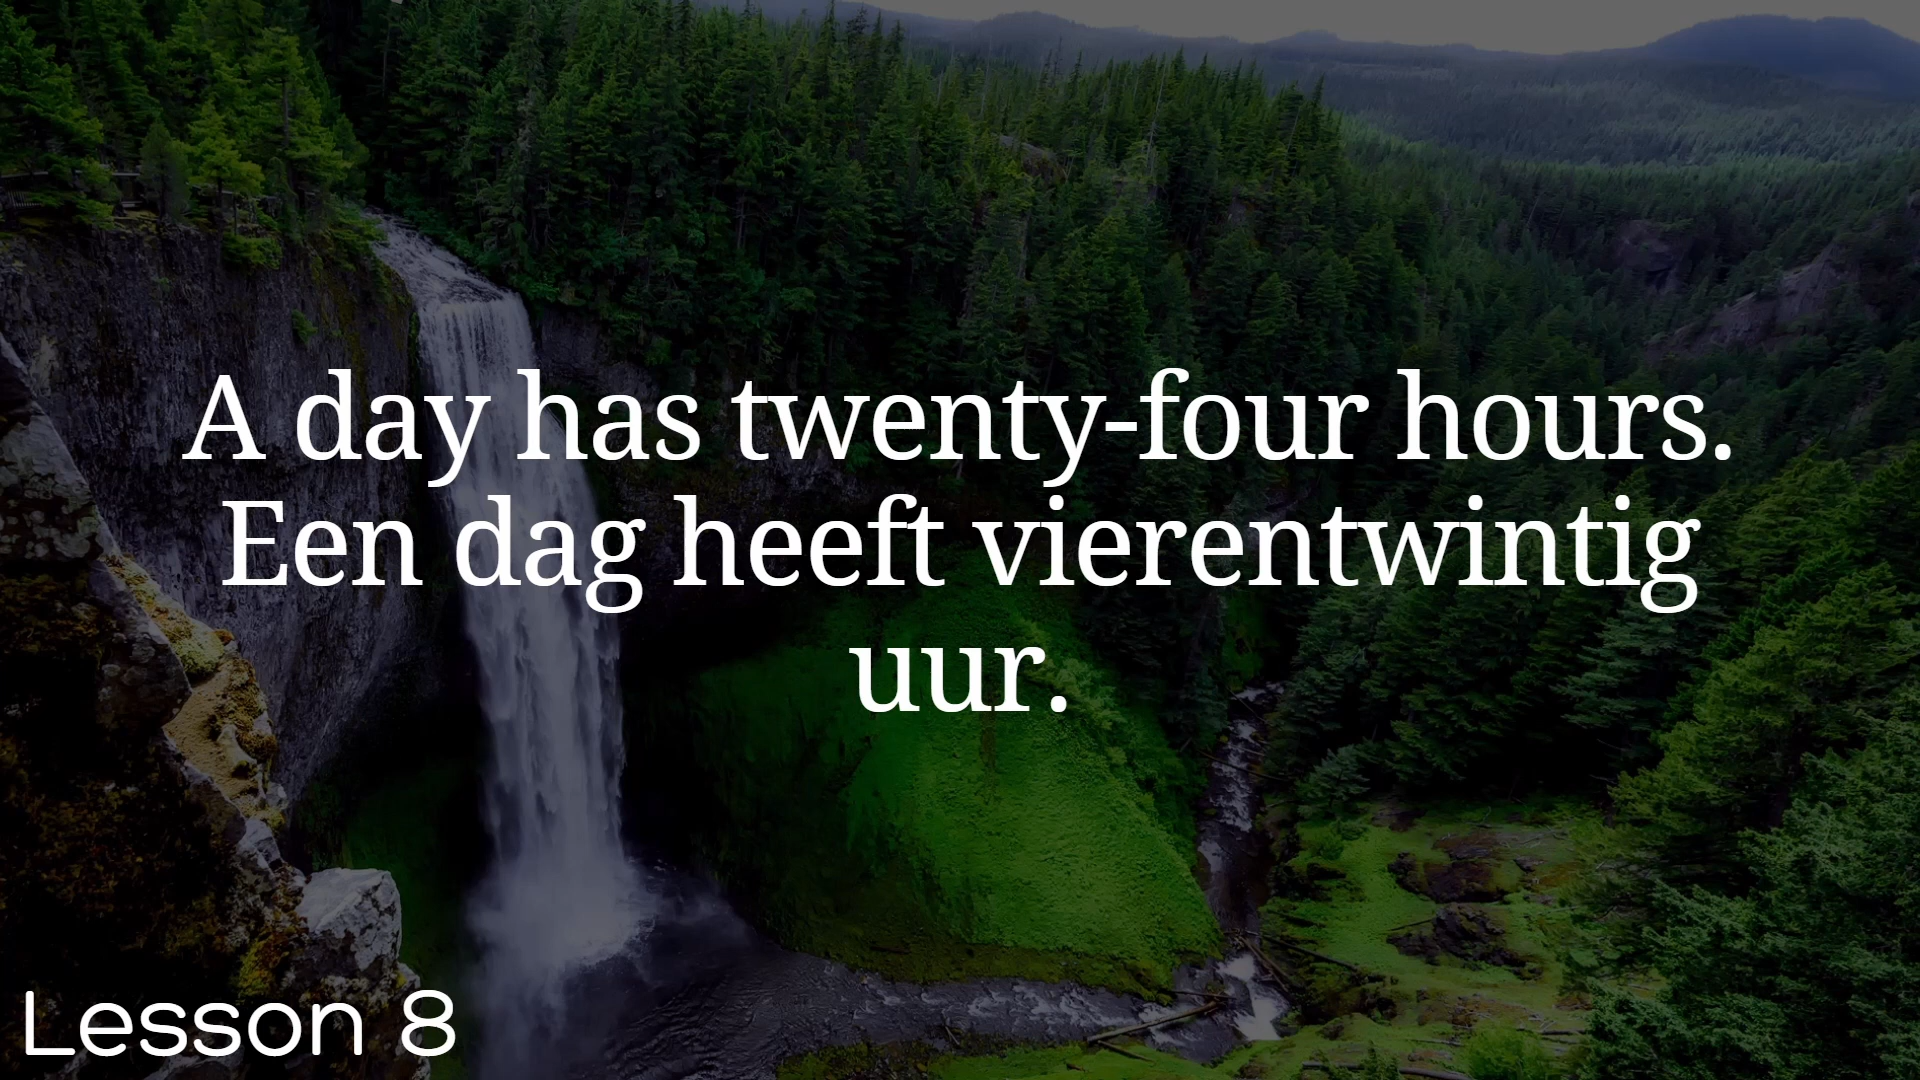 A day has twenty-four hours.
Een dag heeft vierentwintig
uur.
Lesson 8